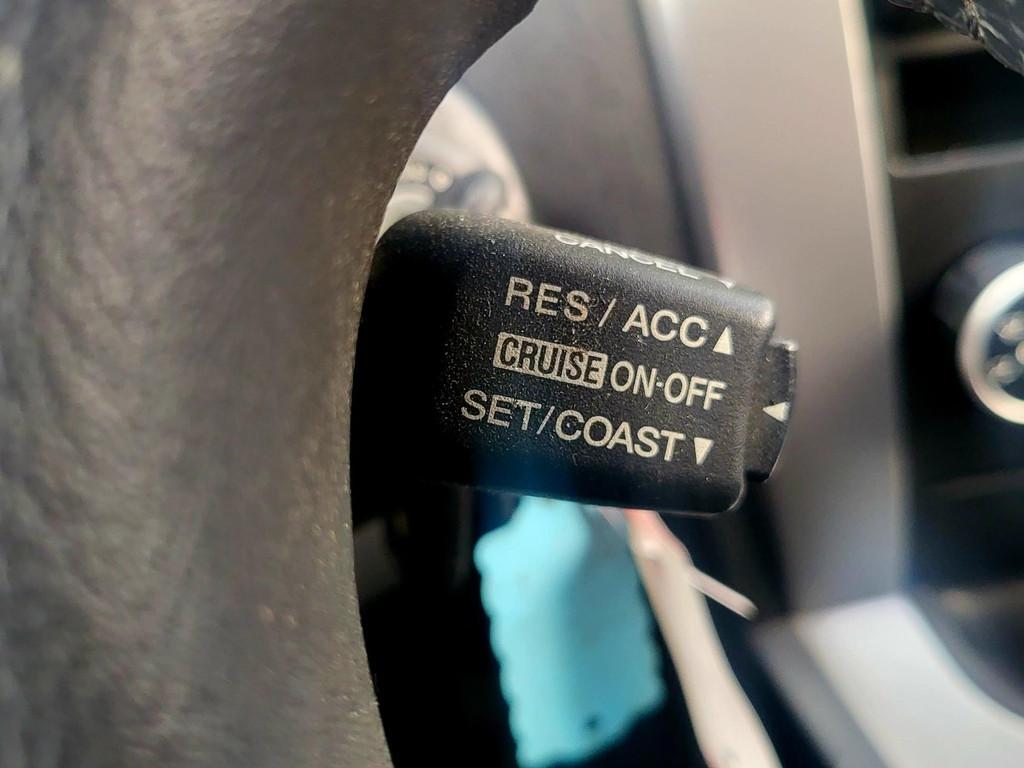 CANCEL
RES / ACC ▲
CRUISE ON-OFF ◀
SET/COAST ▼